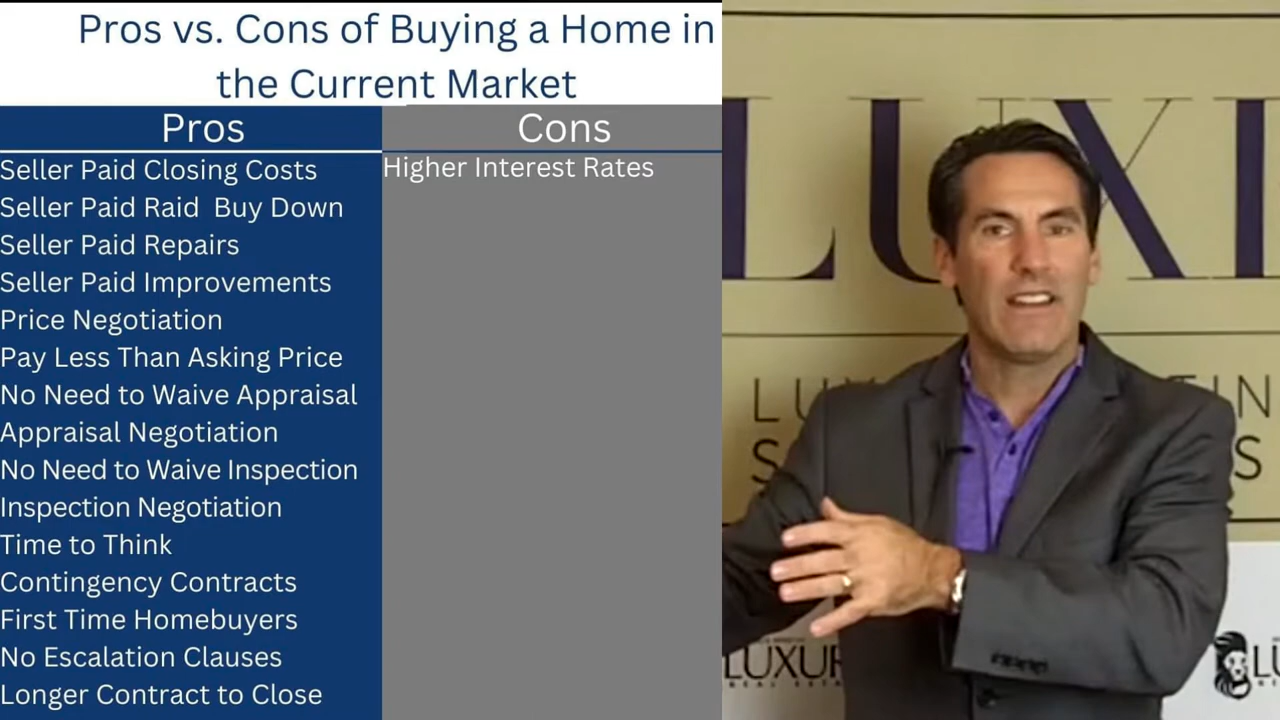 Pros vs. Cons of Buying a Home in
the Current Market
Pros
Cons
Seller Paid Closing Costs
Seller Paid Raid  Buy Down
Seller Paid Repairs
Seller Paid Improvements
Price Negotiation
Pay Less Than Asking Price
No Need to Waive Appraisal
Appraisal Negotiation
No Need to Waive Inspection
Inspection Negotiation
Time to Think
Contingency Contracts
First Time Homebuyers
No Escalation Clauses
Longer Contract to Close
Higher Interest Rates
LUXU
LUXUR
LU